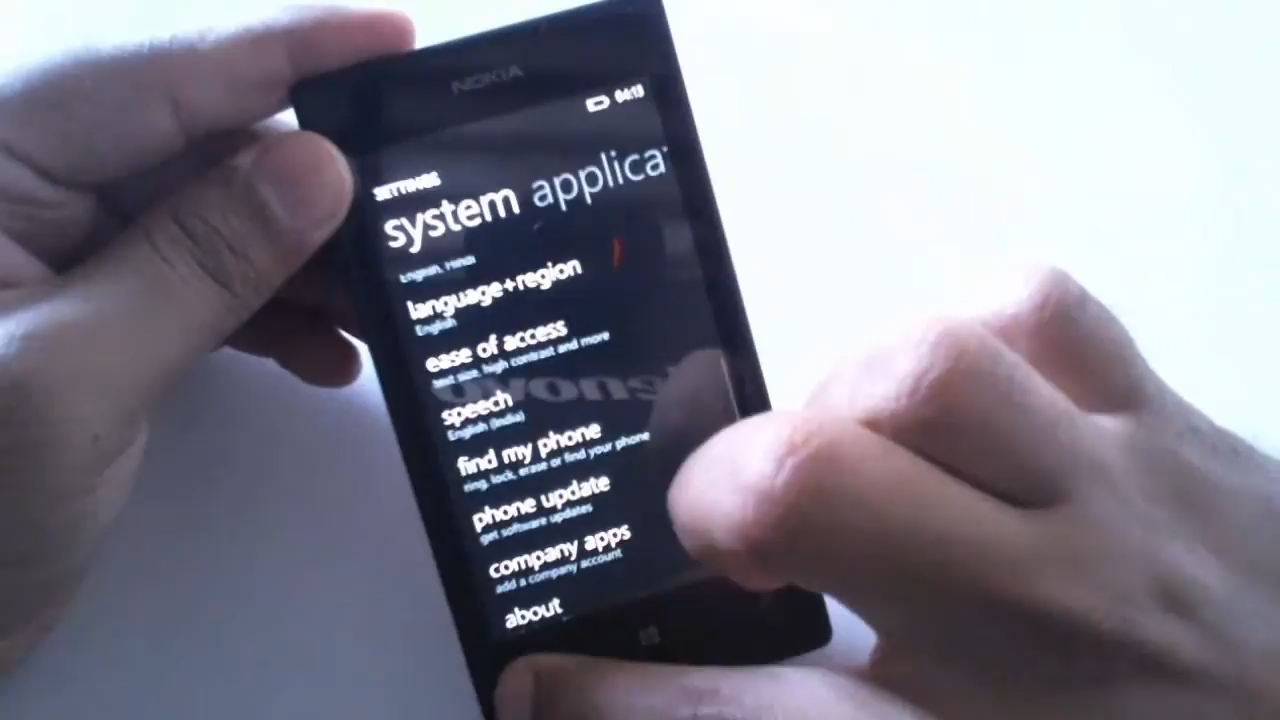 NOKIA
04:13
SETTINGS
system applica
English, Hindi
language+region
English
ease of access
text size, high contrast and more
speech
English (India)
find my phone
ring, lock, erase or find your phone
phone update
get software updates
company apps
add a company account
about
lenovo